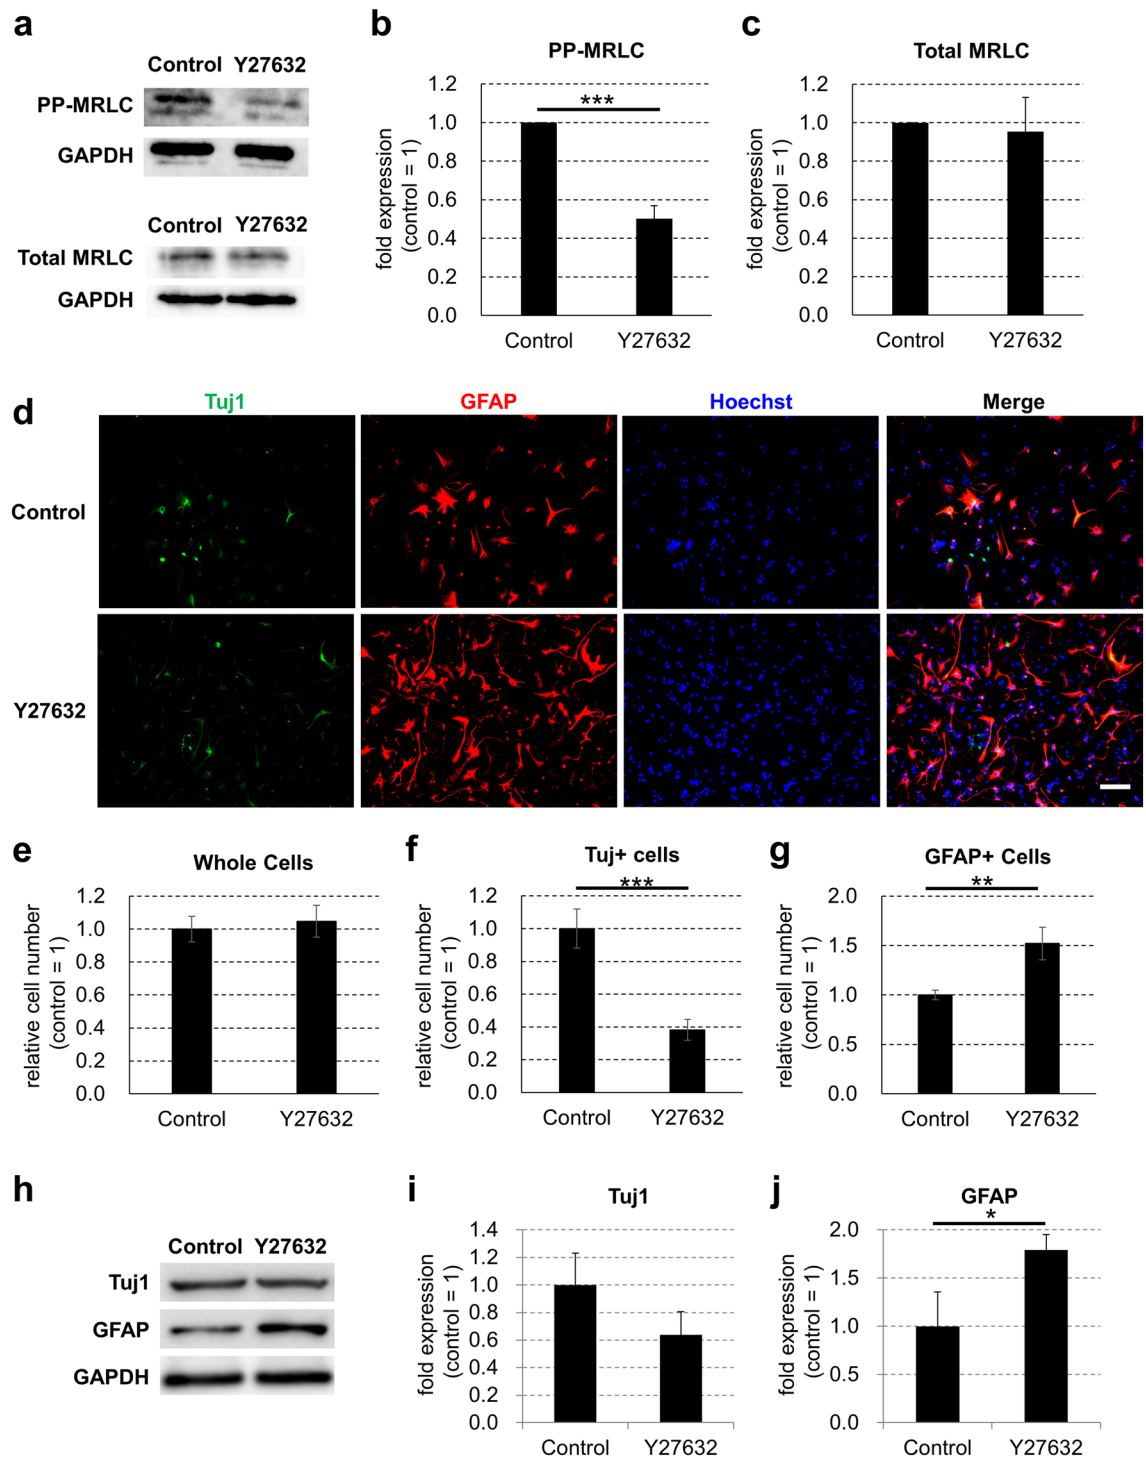 a
Control Y27632
PP-MRLC
GAPDH
Control Y27632
Total MRLC
GAPDH
b
PP-MRLC
***
fold expression
(control = 1)
1.2
1.0
0.8
0.6
0.4
0.2
0.0
Control Y27632
c
Total MRLC
fold expression
(control = 1)
1.2
1.0
0.8
0.6
0.4
0.2
0.0
Control Y27632
d
Tuj1 GFAP Hoechst Merge
Control
Y27632
e
Whole Cells
relative cell number
(control = 1)
1.2
1.0
0.8
0.6
0.4
0.2
0.0
Control Y27632
f
Tuj+ cells
***
relative cell number
(control = 1)
1.2
1.0
0.8
0.6
0.4
0.2
0.0
Control Y27632
g
GFAP+ Cells
**
relative cell number
(control = 1)
2.0
1.5
1.0
0.5
0.0
Control Y27632
h
Control Y27632
Tuj1
GFAP
GAPDH
i
Tuj1
fold expression
(control = 1)
1.4
1.2
1.0
0.8
0.6
0.4
0.2
0.0
Control Y27632
j
GFAP
*
fold expression
(control = 1)
2.0
1.5
1.0
0.5
0.0
Control Y27632